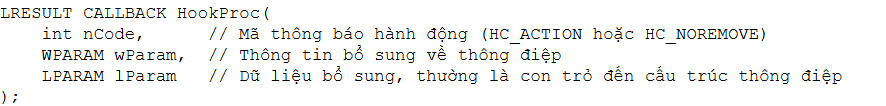 LRESULT CALLBACK HookProc(
    int nCode,      // Mã thông báo hành động (HC_ACTION hoặc HC_NOREMOVE)
    WPARAM wParam,  // Thông tin bổ sung về thông điệp
    LPARAM lParam   // Dữ liệu bổ sung, thường là con trỏ đến cấu trúc thông điệp
);